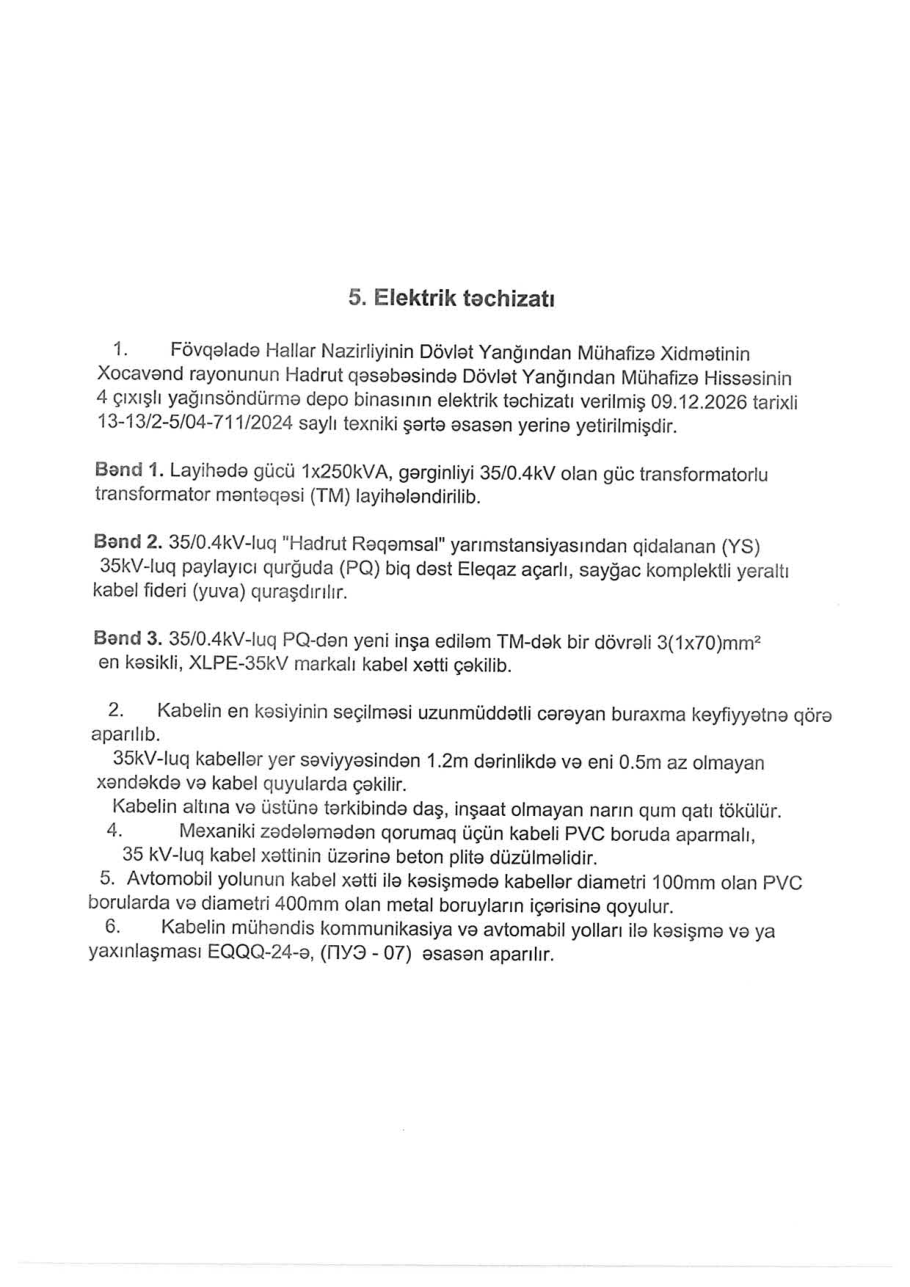 5. Elektrik təchizatı
1. Fövqəladə Hallar Nazirliyinin Dövlət Yanğından Mühafizə Xidmətinin
Xocavənd rayonunun Hadrut qəsəbəsində Dövlət Yanğından Mühafizə Hissəsinin
4 çıxışlı yağınsöndürmə depo binasının elektrik təchizatı verilmiş 09.12.2026 tarixli
13-13/2-5/04-711/2024 saylı texniki şərtə əsasən yerinə yetirilmişdir.
Bənd 1. Layihədə gücü 1x250kVA, gərginliyi 35/0.4kV olan güc transformatorlu
transformator məntəqəsi (TM) layihələndirilib.
Bənd 2. 35/0.4kV-luq "Hadrut Rəqəmsal" yarımstansiyasından qidalanan (YS)
35kV-luq paylayıcı qurğuda (PQ) biq dəst Eleqaz açarlı, sayğac komplektli yeraltı
kabel fideri (yuva) quraşdırılır.
Bənd 3. 35/0.4kV-luq PQ-dən yeni inşa ediləm TM-dək bir dövrəli 3(1x70)mm²
en kəsikli, XLPE-35kV markalı kabel xətti çəkilib.
2. Kabelin en kəsiyinin seçilməsi uzunmüddətli cərəyan buraxma keyfiyyətnə qörə
aparılıb.
35kV-luq kabellər yer səviyyəsindən 1.2m dərinlikdə və eni 0.5m az olmayan
xəndəkdə və kabel quyularda çəkilir.
Kabelin altına və üstünə tərkibində daş, inşaat olmayan narın qum qatı tökülür.
4. Mexaniki zədələmədən qorumaq üçün kabeli PVC boruda aparmalı,
35 kV-luq kabel xəttinin üzərinə beton plitə düzülməlidir.
5. Avtomobil yolunun kabel xətti ilə kəsişmədə kabellər diametri 100mm olan PVC
borularda və diametri 400mm olan metal boruyların içərisinə qoyulur.
6. Kabelin mühəndis kommunikasiya və avtomabil yolları ilə kəsişmə və ya
yaxınlaşması EQQQ-24-ə, (ПУЭ - 07) əsasən aparılır.